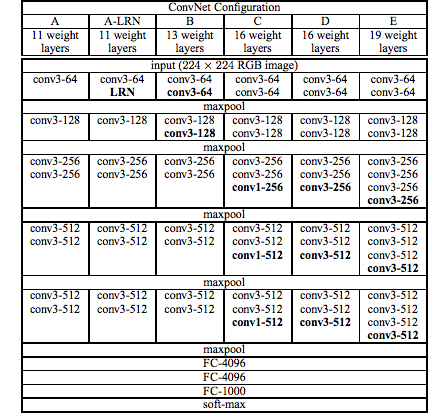 ConvNet Configuration
A A-LRN B C D E
11 weight 11 weight 13 weight 16 weight 16 weight 19 weight
layers layers layers layers layers layers
input (224 × 224 RGB image)
conv3-64 conv3-64 conv3-64 conv3-64 conv3-64 conv3-64
LRN conv3-64 conv3-64 conv3-64 conv3-64
maxpool
conv3-128 conv3-128 conv3-128 conv3-128 conv3-128 conv3-128
conv3-128 conv3-128 conv3-128 conv3-128
maxpool
conv3-256 conv3-256 conv3-256 conv3-256 conv3-256 conv3-256
conv3-256 conv3-256 conv3-256 conv3-256 conv3-256 conv3-256
conv1-256 conv3-256 conv3-256
conv3-256
maxpool
conv3-512 conv3-512 conv3-512 conv3-512 conv3-512 conv3-512
conv3-512 conv3-512 conv3-512 conv3-512 conv3-512 conv3-512
conv1-512 conv3-512 conv3-512
conv3-512
maxpool
conv3-512 conv3-512 conv3-512 conv3-512 conv3-512 conv3-512
conv3-512 conv3-512 conv3-512 conv3-512 conv3-512 conv3-512
conv1-512 conv3-512 conv3-512
conv3-512
maxpool
FC-4096
FC-4096
FC-1000
soft-max